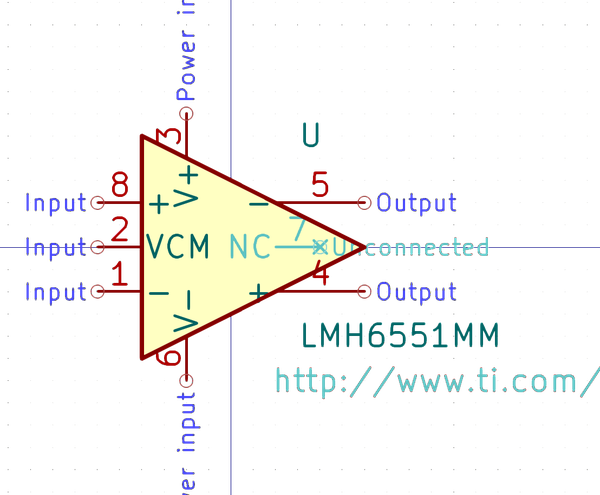 Power in
3
U
V+
8
5
Input
+
-
Output
7
2
Input
VCM
NC
Unconnected
4
1
Input
-
+
Output
V-
LMH6551MM
6
http://www.ti.com/
er input